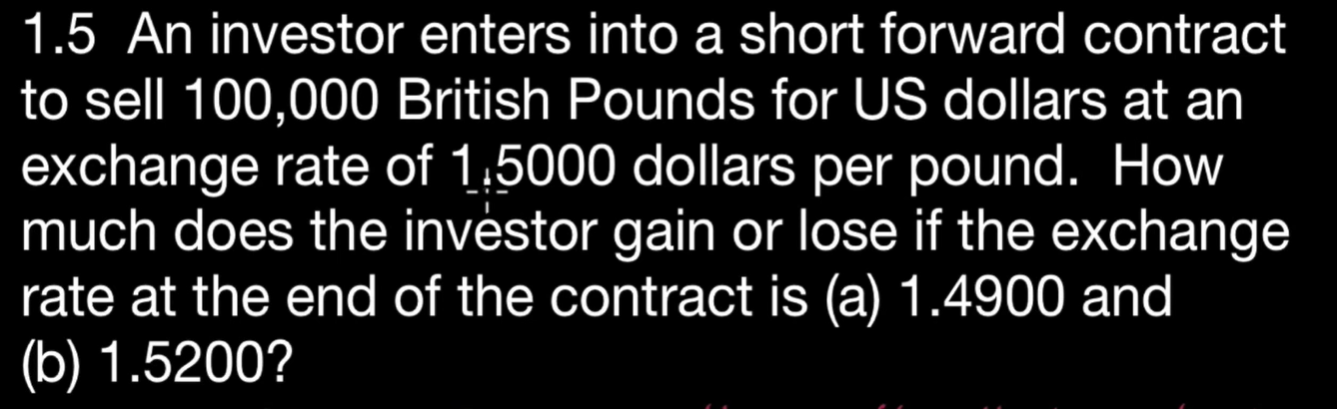 1.5 An investor enters into a short forward contract
to sell 100,000 British Pounds for US dollars at an
exchange rate of 1.5000 dollars per pound. How
much does the investor gain or lose if the exchange
rate at the end of the contract is (a) 1.4900 and
(b) 1.5200?